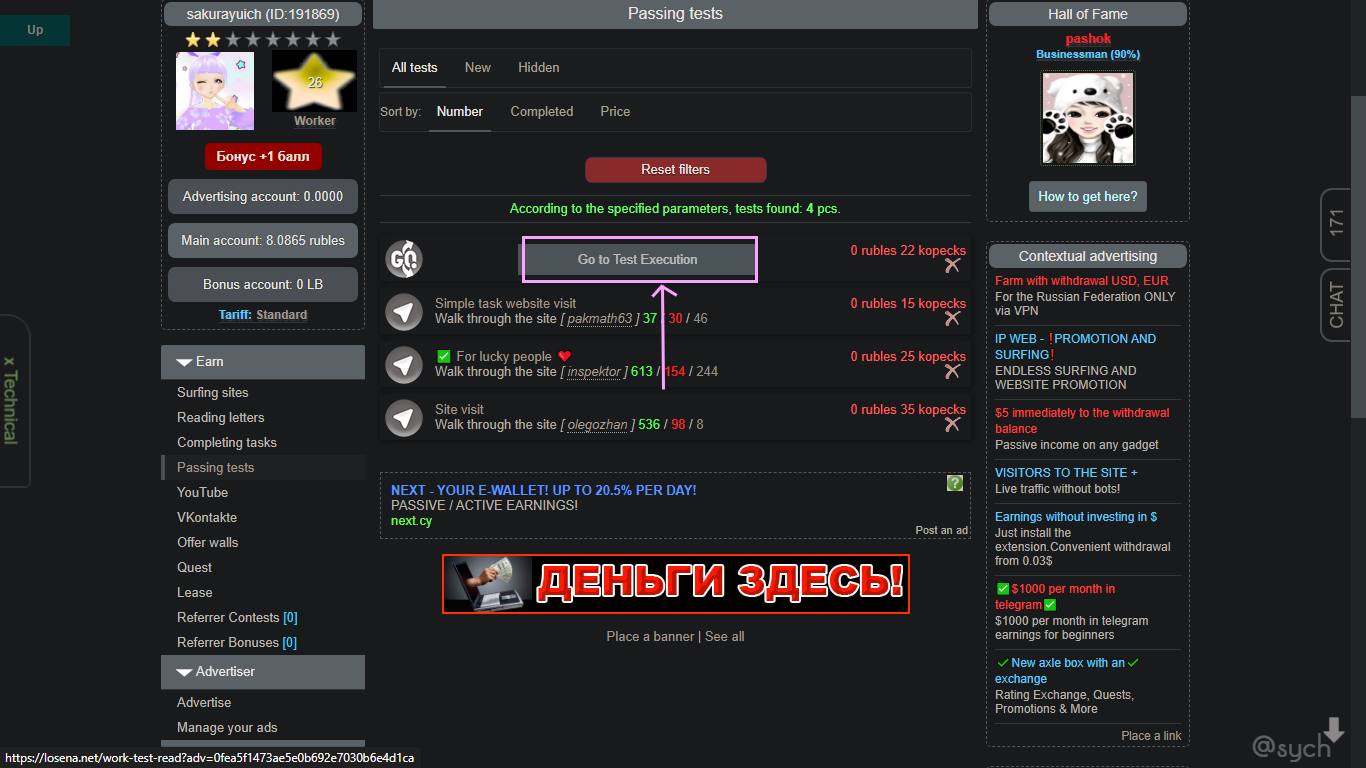 Up
sakurayuich (ID:191869)
26
Worker
Бонус +1 балл
Advertising account: 0.0000
Main account: 8.0865 rubles
Bonus account: 0 LB
Tariff: Standard
Earn
Surfing sites
Reading letters
Completing tasks
Passing tests
YouTube
VKontakte
Offer walls
Quest
Lease
Referrer Contests [0]
Referrer Bonuses [0]
Advertiser
Advertise
Manage your ads
x Technical
Passing tests
All tests New Hidden
Sort by: Number Completed Price
Reset filters
According to the specified parameters, tests found: 4 pcs.
GO!
Go to Test Execution
0 rubles 22 kopecks
Simple task website visit
0 rubles 15 kopecks
Walk through the site [ pakmath63 ] 37 / 30 / 46
✅ For lucky people ❤
0 rubles 25 kopecks
Walk through the site [ inspektor ] 613 / 154 / 244
Site visit
0 rubles 35 kopecks
Walk through the site [ olegozhan ] 536 / 98 / 8
NEXT - YOUR E-WALLET! UP TO 20.5% PER DAY!
?
PASSIVE / ACTIVE EARNINGS!
next.cy
Post an ad
ДЕНЬГИ ЗДЕСЬ!
Place a banner | See all
Hall of Fame
pashok
Businessman (90%)
How to get here?
Contextual advertising
Farm with withdrawal USD, EUR
For the Russian Federation ONLY
via VPN
IP WEB - ❗PROMOTION AND
SURFING❗
ENDLESS SURFING AND
WEBSITE PROMOTION
$5 immediately to the withdrawal
balance
Passive income on any gadget
VISITORS TO THE SITE +
Live traffic without bots!
Earnings without investing in $
Just install the
extension.Convenient withdrawal
from 0.03$
✅$1000 per month in
telegram✅
$1000 per month in telegram
earnings for beginners
✓ New axle box with an ✓
exchange
Rating Exchange, Quests,
Promotions & More
Place a link
171
CHAT
@sych
https://losena.net/work-test-read?adv=0fea5f1473ae5e0b692e7030b6e4d1ca